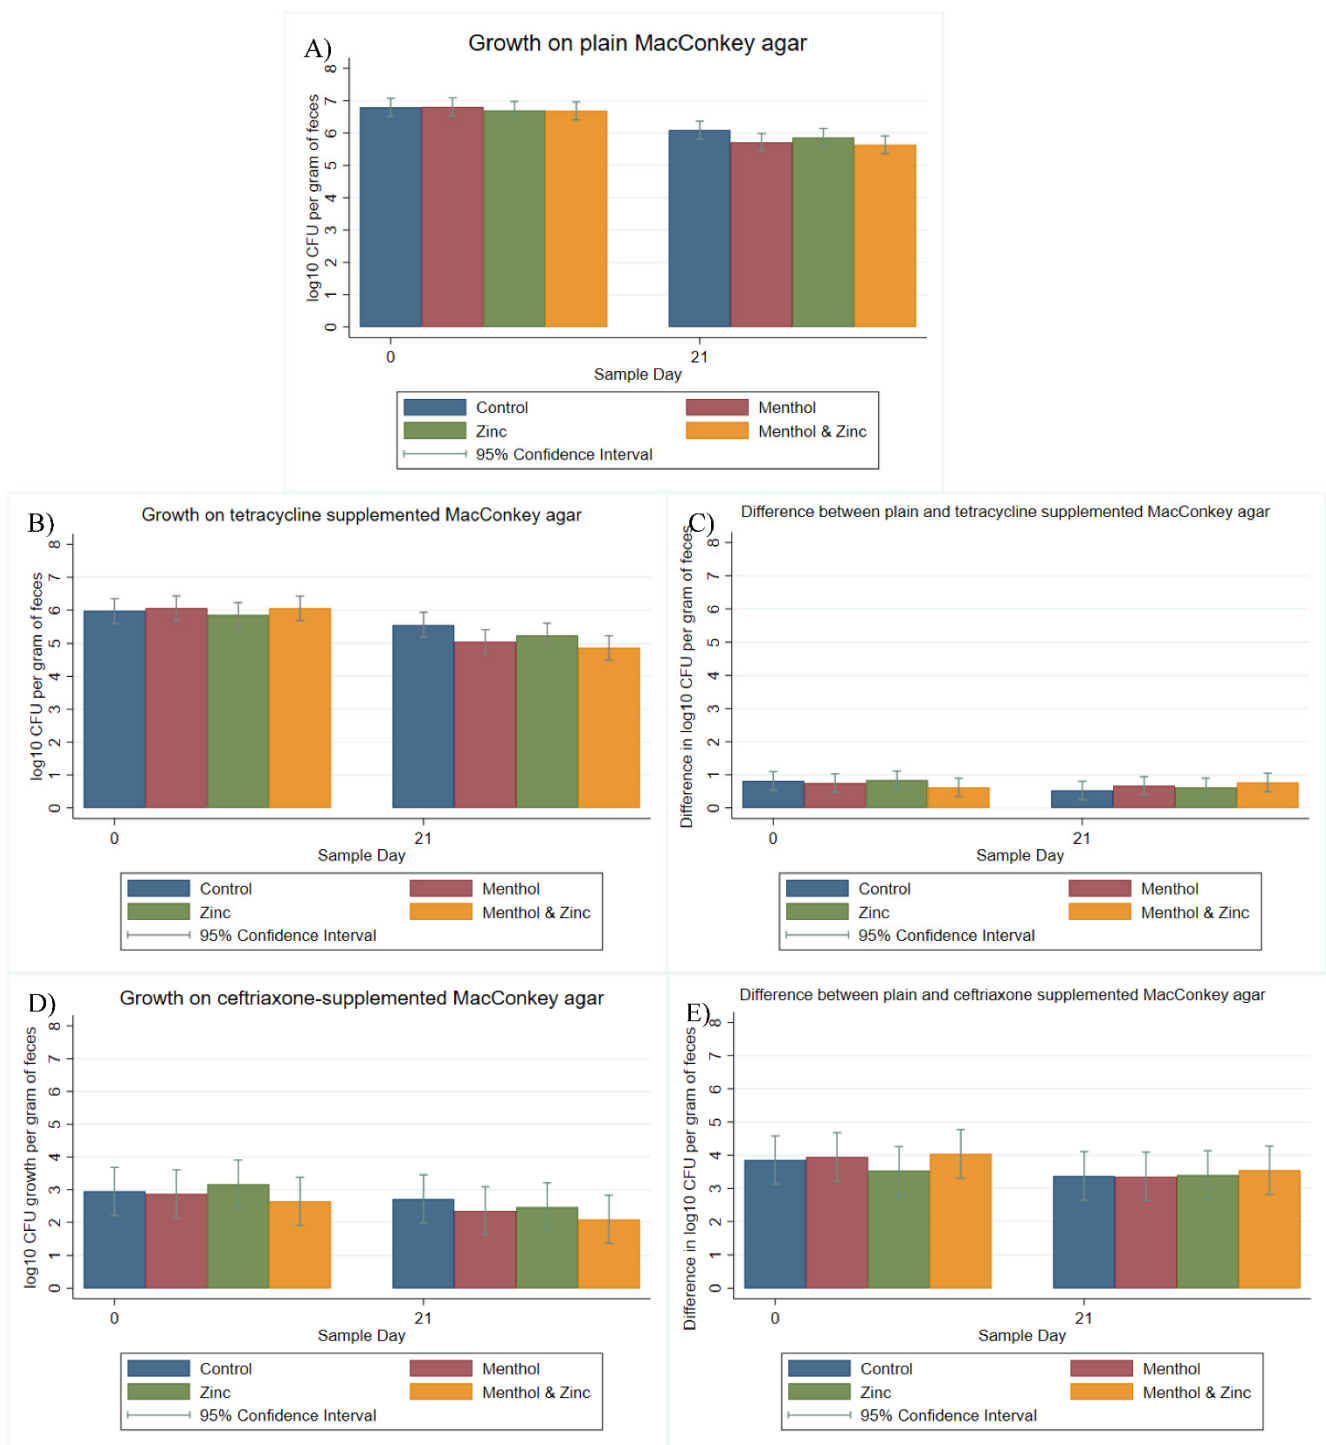 A)
Growth on plain MacConkey agar
log10 CFU per gram of feces
8
7
6
5
4
3
2
1
0
0
21
Sample Day
Control
Menthol
Zinc
Menthol & Zinc
95% Confidence Interval
B)
Growth on tetracycline supplemented MacConkey agar
log10 CFU per gram of feces
8
7
6
5
4
3
2
1
0
0
21
Sample Day
Control
Menthol
Zinc
Menthol & Zinc
95% Confidence Interval
C)
Difference between plain and tetracycline supplemented MacConkey agar
Difference in log10 CFU per gram of feces
8
7
6
5
4
3
2
1
0
0
21
Sample Day
Control
Menthol
Zinc
Menthol & Zinc
95% Confidence Interval
D)
Growth on ceftriaxone-supplemented MacConkey agar
log10 CFU growth per gram of feces
8
7
6
5
4
3
2
1
0
0
21
Sample Day
Control
Menthol
Zinc
Menthol & Zinc
95% Confidence Interval
E)
Difference between plain and ceftriaxone supplemented MacConkey agar
Difference in log10 CFU per gram of feces
8
7
6
5
4
3
2
1
0
0
21
Sample Day
Control
Menthol
Zinc
Menthol & Zinc
95% Confidence Interval